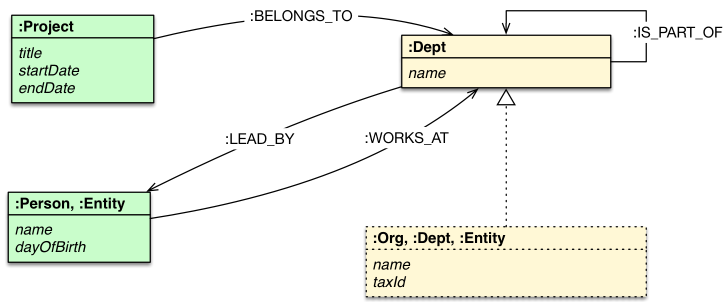 :BELONGS_TO
:Project
title
startDate
endDate
:IS_PART_OF
:Dept
name
:LEAD_BY
:WORKS_AT
:Person, :Entity
name
dayOfBirth
:Org, :Dept, :Entity
name
taxId